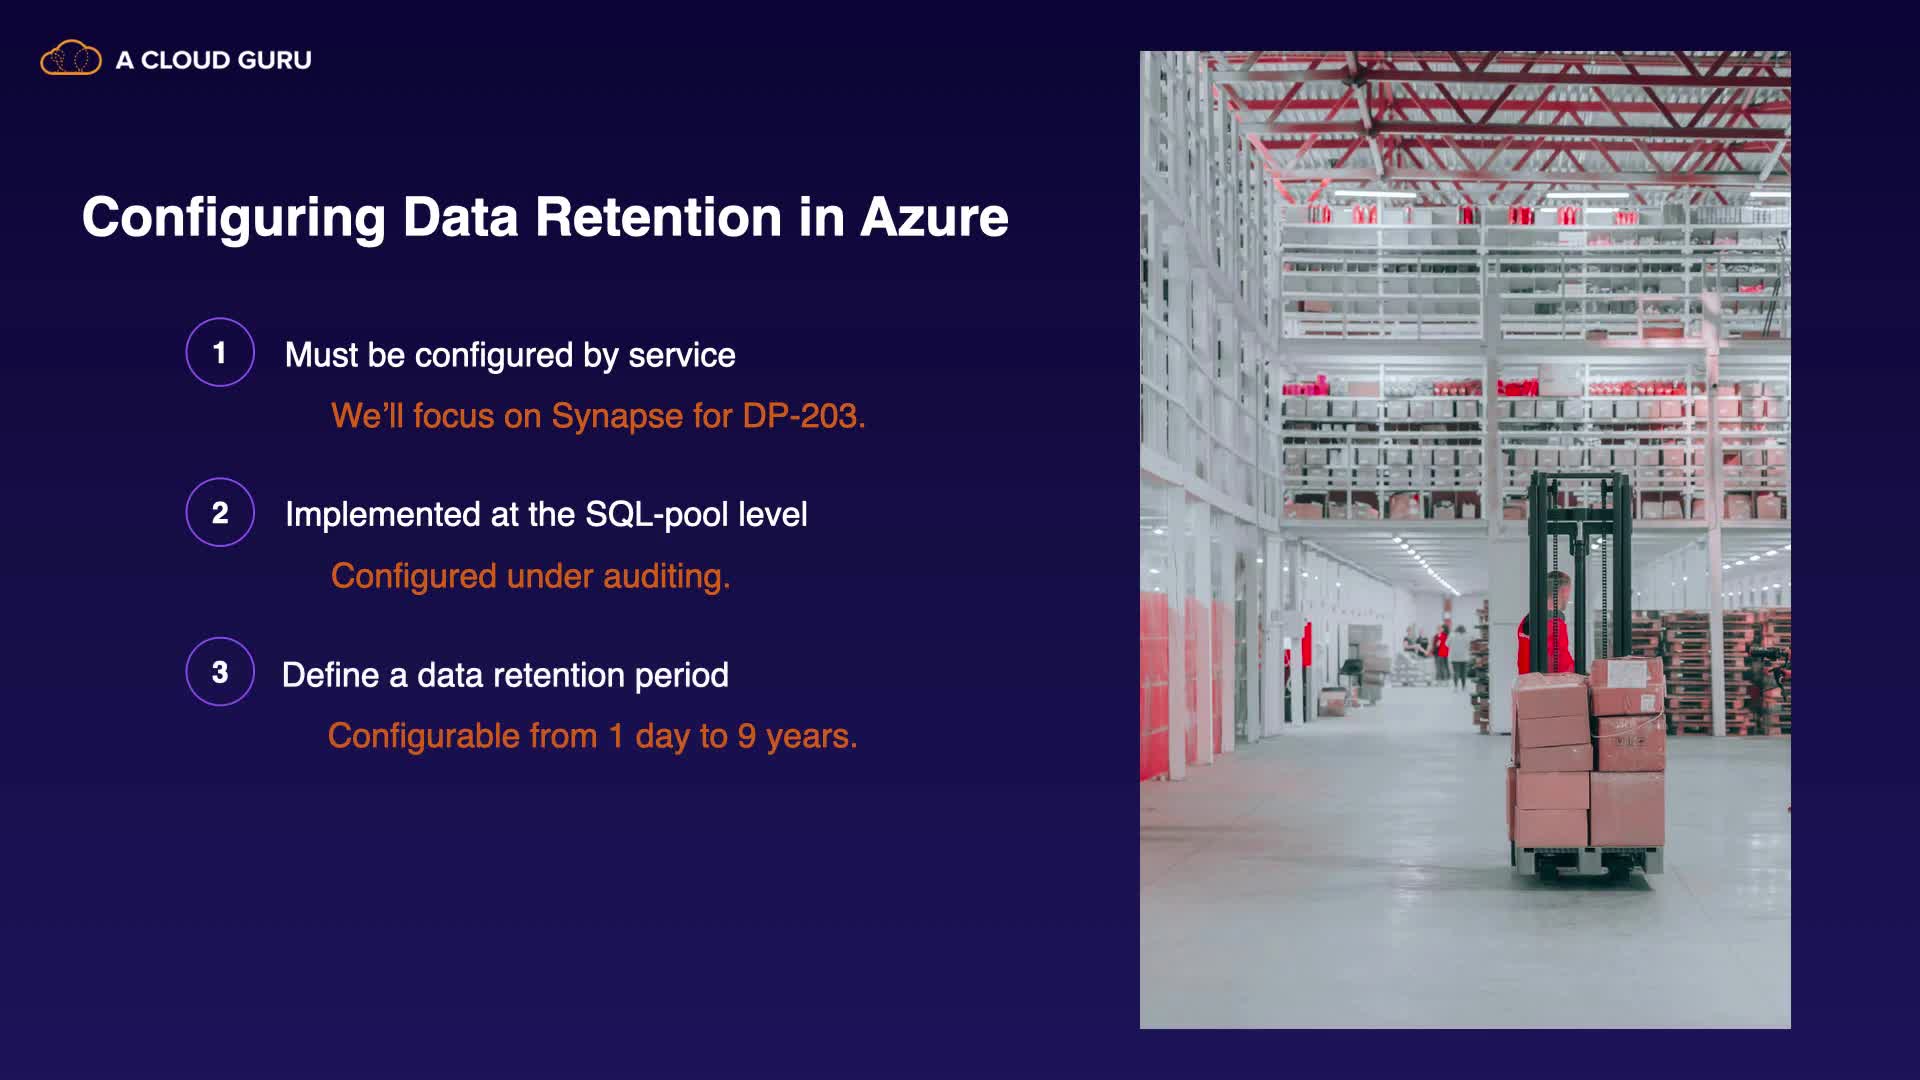 A CLOUD GURU
Configuring Data Retention in Azure
1 Must be configured by service
We’ll focus on Synapse for DP-203.
2 Implemented at the SQL-pool level
Configured under auditing.
3 Define a data retention period
Configurable from 1 day to 9 years.